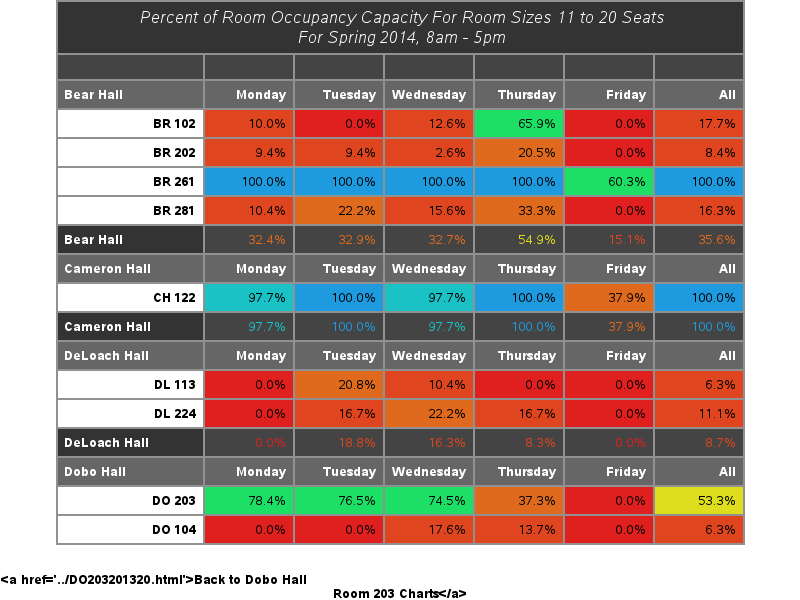 Percent of Room Occupancy Capacity For Room Sizes 11 to 20 Seats
For Spring 2014, 8am - 5pm
Bear Hall Monday Tuesday Wednesday Thursday Friday All
BR 102 10.0% 0.0% 12.6% 65.9% 0.0% 17.7%
BR 202 9.4% 9.4% 2.6% 20.5% 0.0% 8.4%
BR 261 100.0% 100.0% 100.0% 100.0% 60.3% 100.0%
BR 281 10.4% 22.2% 15.6% 33.3% 0.0% 16.3%
Bear Hall 32.4% 32.9% 32.7% 54.9% 15.1% 35.6%
Cameron Hall Monday Tuesday Wednesday Thursday Friday All
CH 122 97.7% 100.0% 97.7% 100.0% 37.9% 100.0%
Cameron Hall 97.7% 100.0% 97.7% 100.0% 37.9% 100.0%
DeLoach Hall Monday Tuesday Wednesday Thursday Friday All
DL 113 0.0% 20.8% 10.4% 0.0% 0.0% 6.3%
DL 224 0.0% 16.7% 22.2% 16.7% 0.0% 11.1%
DeLoach Hall 0.0% 18.8% 16.3% 8.3% 0.0% 8.7%
Dobo Hall Monday Tuesday Wednesday Thursday Friday All
DO 203 78.4% 76.5% 74.5% 37.3% 0.0% 53.3%
DO 104 0.0% 0.0% 17.6% 13.7% 0.0% 6.3%
&lt;a href='../DO203201320.html'&gt;Back to Dobo Hall
Room 203 Charts&lt;/a&gt;